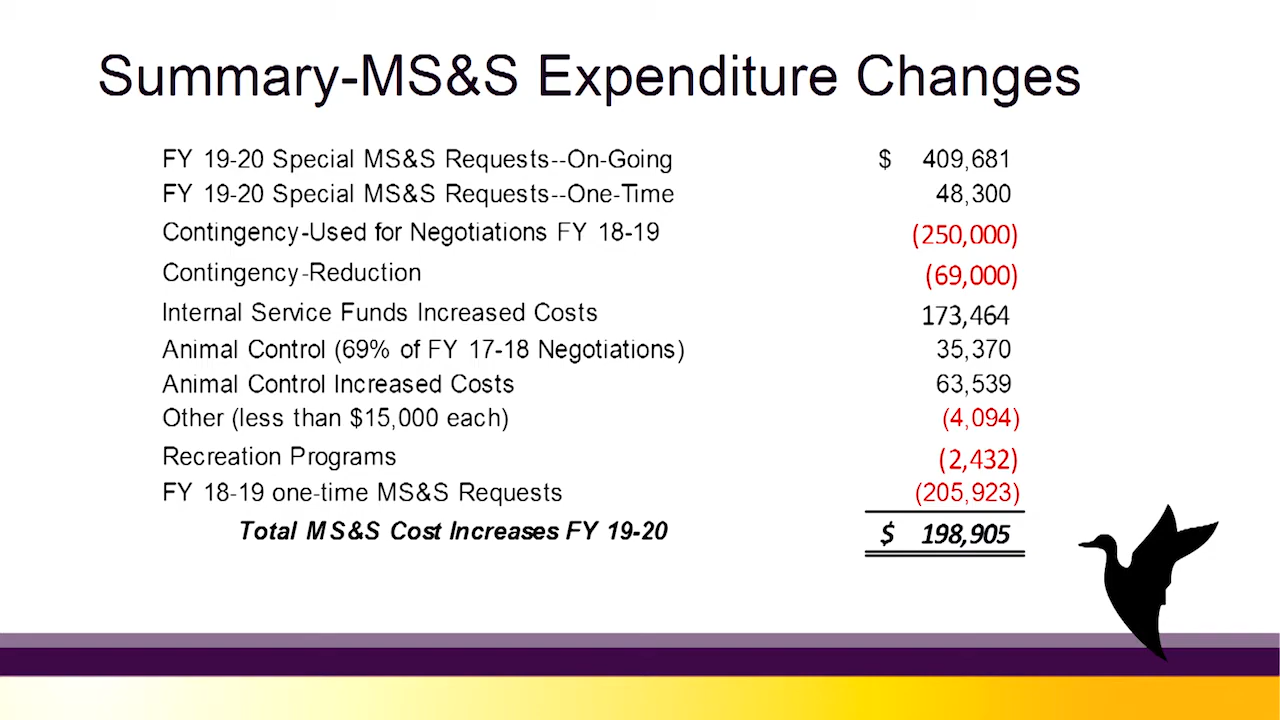 Summary-MS&S Expenditure Changes
FY 19-20 Special MS&S Requests--On-Going $ 409,681
FY 19-20 Special MS&S Requests--One-Time 48,300
Contingency-Used for Negotiations FY 18-19 (250,000)
Contingency-Reduction (69,000)
Internal Service Funds Increased Costs 173,464
Animal Control (69% of FY 17-18 Negotiations) 35,370
Animal Control Increased Costs 63,539
Other (less than $15,000 each) (4,094)
Recreation Programs (2,432)
FY 18-19 one-time MS&S Requests (205,923)
Total MS&S Cost Increases FY 19-20 $ 198,905